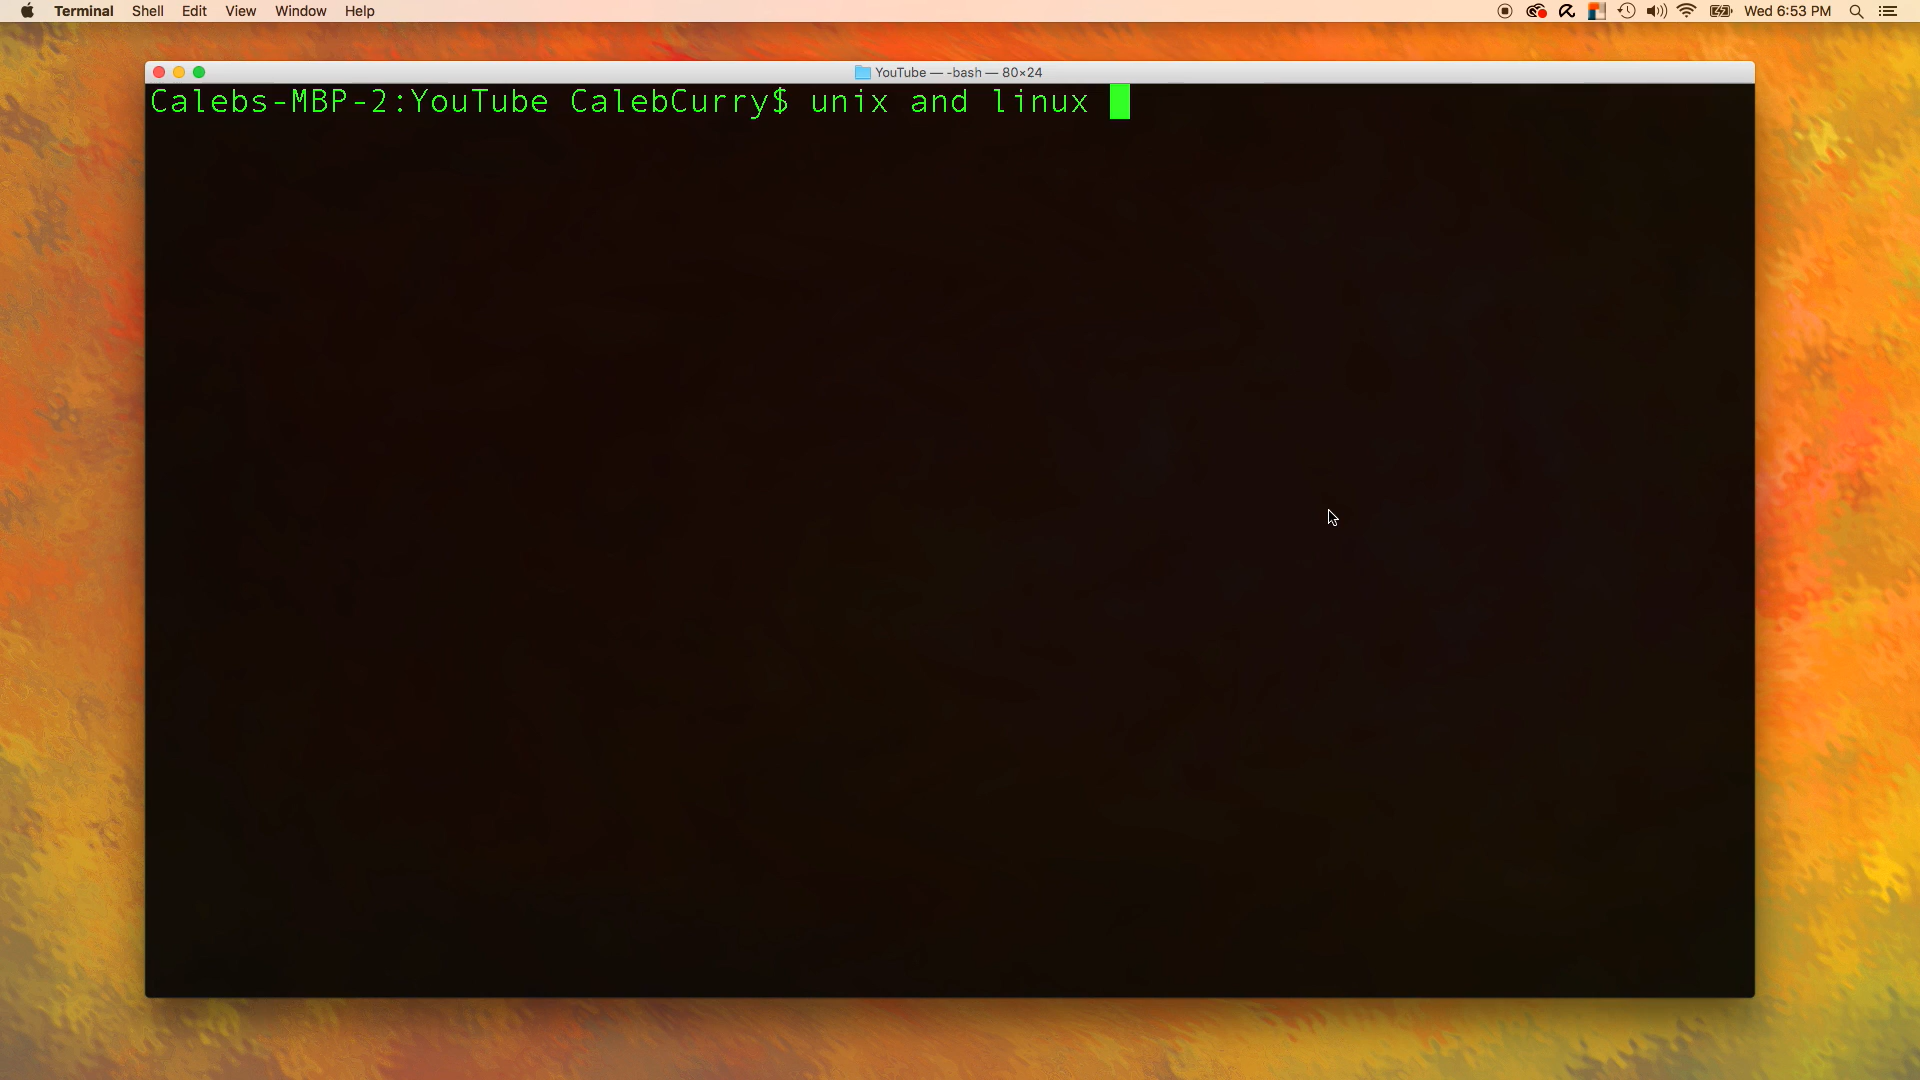 Terminal Shell Edit View Window Help Wed 6:53 PM
YouTube — -bash — 80×24
Calebs-MBP-2:YouTube CalebCurry$ unix and linux